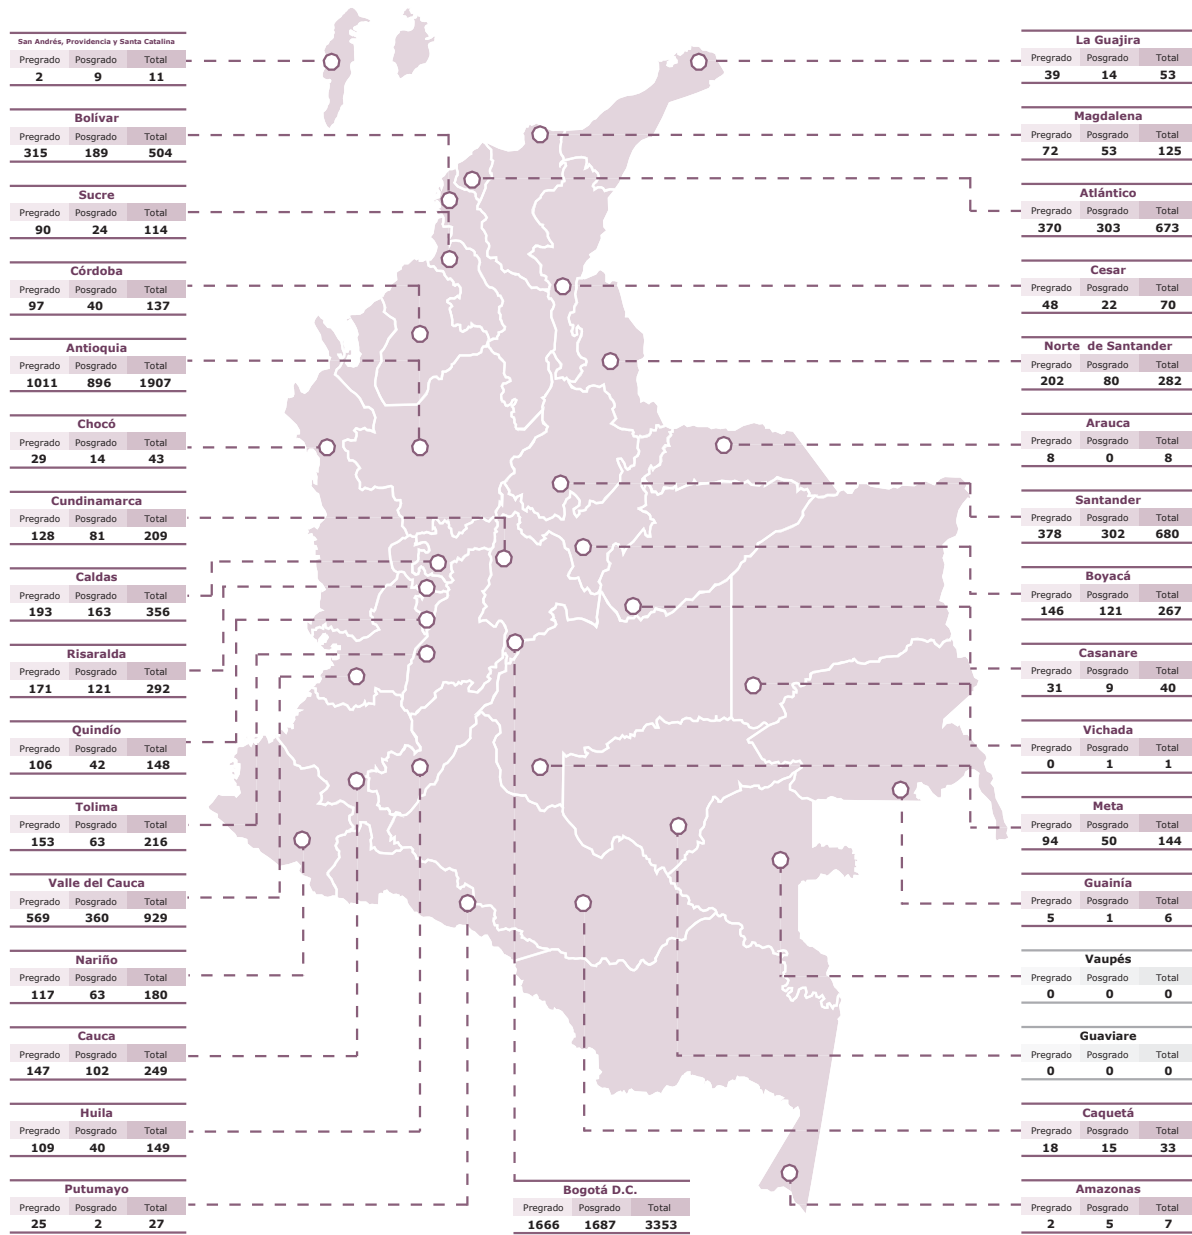 San Andrés, Providencia y Santa Catalina
Pregrado Posgrado Total
2 9 11
Bolívar
Pregrado Posgrado Total
315 189 504
Sucre
Pregrado Posgrado Total
90 24 114
Córdoba
Pregrado Posgrado Total
97 40 137
Antioquia
Pregrado Posgrado Total
1011 896 1907
Chocó
Pregrado Posgrado Total
29 14 43
Cundinamarca
Pregrado Posgrado Total
128 81 209
Caldas
Pregrado Posgrado Total
193 163 356
Risaralda
Pregrado Posgrado Total
171 121 292
Quindío
Pregrado Posgrado Total
106 42 148
Tolima
Pregrado Posgrado Total
153 63 216
Valle del Cauca
Pregrado Posgrado Total
569 360 929
Nariño
Pregrado Posgrado Total
117 63 180
Cauca
Pregrado Posgrado Total
147 102 249
Huila
Pregrado Posgrado Total
109 40 149
Putumayo
Pregrado Posgrado Total
25 2 27
Bogotá D.C.
Pregrado Posgrado Total
1666 1687 3353
La Guajira
Pregrado Posgrado Total
39 14 53
Magdalena
Pregrado Posgrado Total
72 53 125
Atlántico
Pregrado Posgrado Total
370 303 673
Cesar
Pregrado Posgrado Total
48 22 70
Norte de Santander
Pregrado Posgrado Total
202 80 282
Arauca
Pregrado Posgrado Total
8 0 8
Santander
Pregrado Posgrado Total
378 302 680
Boyacá
Pregrado Posgrado Total
146 121 267
Casanare
Pregrado Posgrado Total
31 9 40
Vichada
Pregrado Posgrado Total
0 1 1
Meta
Pregrado Posgrado Total
94 50 144
Guainía
Pregrado Posgrado Total
5 1 6
Vaupés
Pregrado Posgrado Total
0 0 0
Guaviare
Pregrado Posgrado Total
0 0 0
Caquetá
Pregrado Posgrado Total
18 15 33
Amazonas
Pregrado Posgrado Total
2 5 7